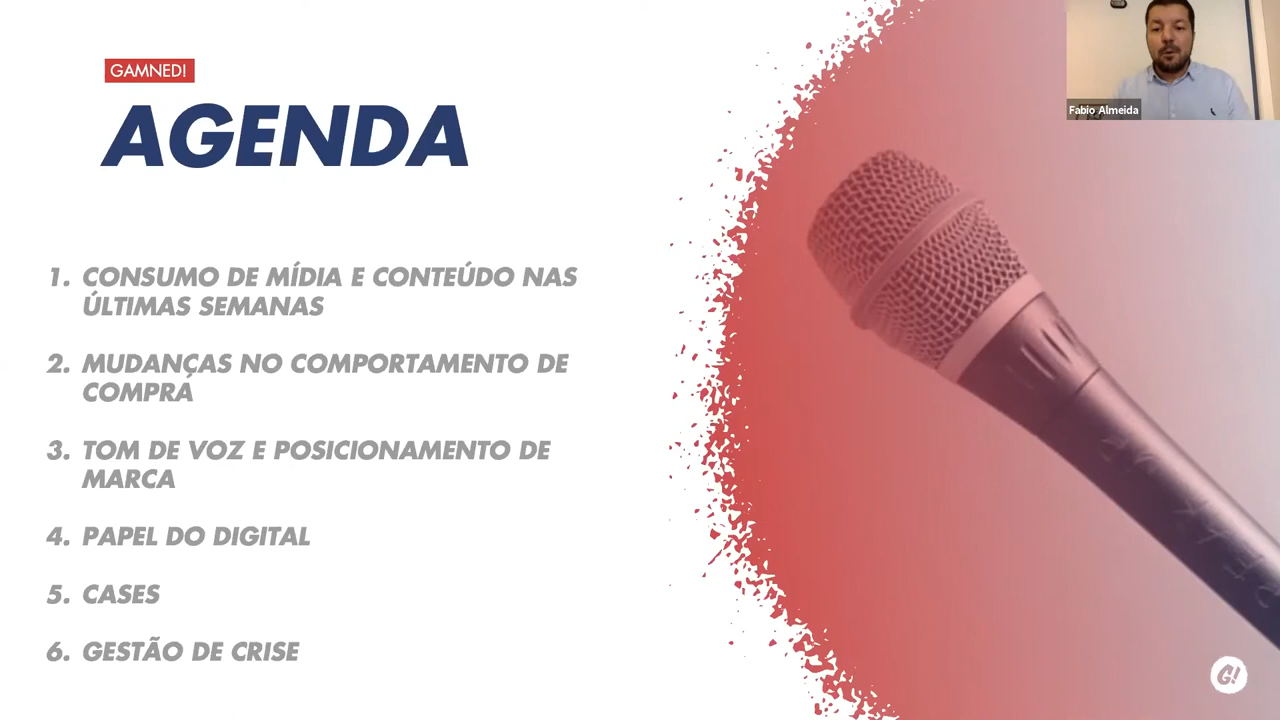 GAMNED!
AGENDA
1. CONSUMO DE MÍDIA E CONTEÚDO NAS
ÚLTIMAS SEMANAS
2. MUDANÇAS NO COMPORTAMENTO DE
COMPRA
3. TOM DE VOZ E POSICIONAMENTO DE
MARCA
4. PAPEL DO DIGITAL
5. CASES
6. GESTÃO DE CRISE
Fabio Almeida
G!